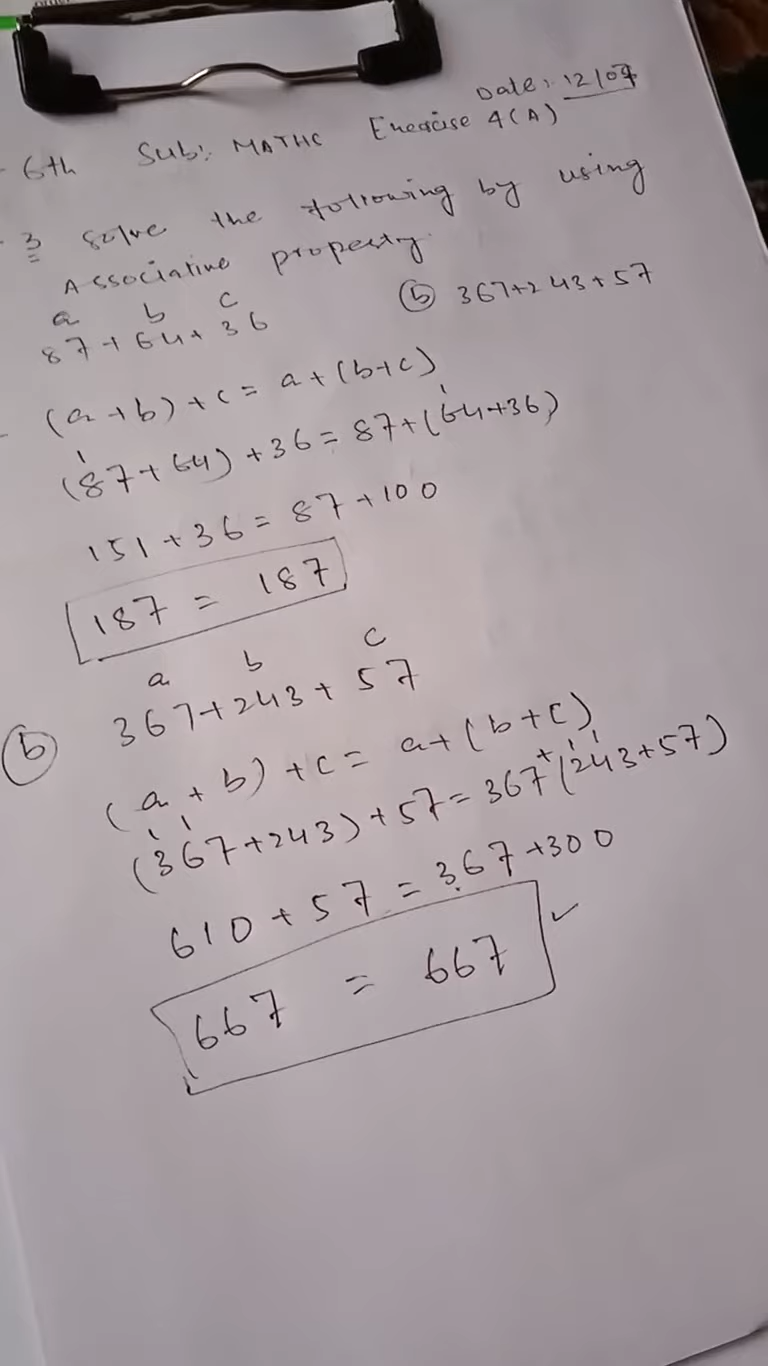 Date: 12/07
6th Sub:. MATHC Exercise 4(A)
3 Solve the following by using
Associative property.
a b c
87+64+36 (b) 367+243+57
(a+b)+c= a+(b+c)
(87+64)+36=87+(64+36)
151+36=87+100
187 = 187
a b c
(b) 367+243+57
(a+b)+c= a+(b+c)
(367+243)+57=367+(243+57)
610+57=367+300
667 = 667 ✓